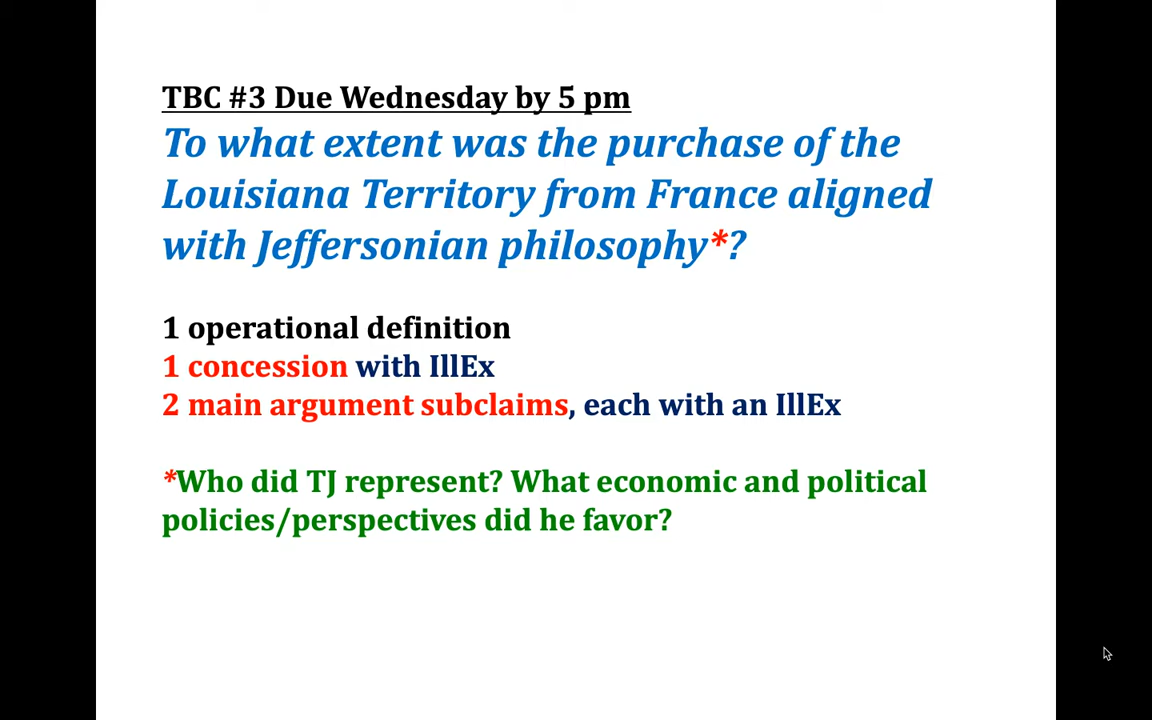 TBC #3 Due Wednesday by 5 pm
To what extent was the purchase of the
Louisiana Territory from France aligned
with Jeffersonian philosophy*?
1 operational definition
1 concession with IllEx
2 main argument subclaims, each with an IllEx
*Who did TJ represent? What economic and political
policies/perspectives did he favor?